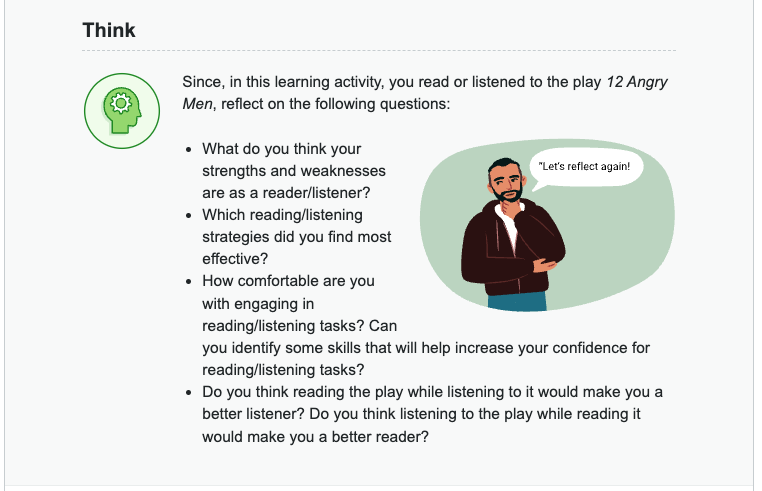 Think
Since, in this learning activity, you read or listened to the play 12 Angry
Men, reflect on the following questions:
• What do you think your
strengths and weaknesses
are as a reader/listener?
• Which reading/listening
strategies did you find most
effective?
• How comfortable are you
with engaging in
reading/listening tasks? Can
you identify some skills that will help increase your confidence for
reading/listening tasks?
• Do you think reading the play while listening to it would make you a
better listener? Do you think listening to the play while reading it
would make you a better reader?
"Let's reflect again!